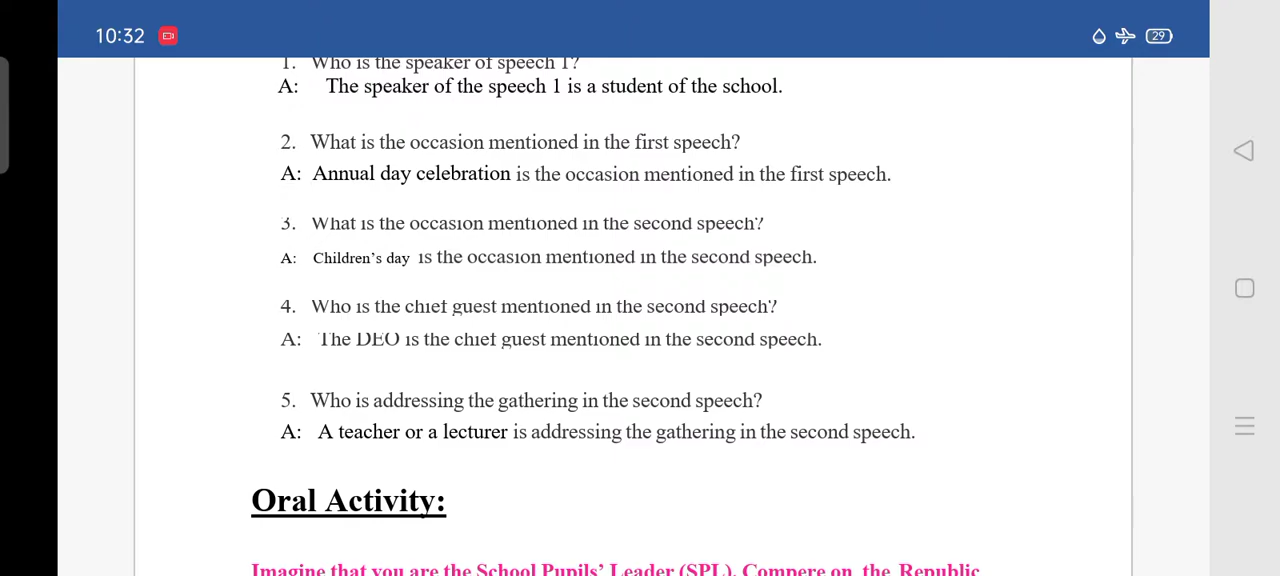 10:32
29
1. Who is the speaker of speech 1?
A: The speaker of the speech 1 is a student of the school.
2. What is the occasion mentioned in the first speech?
A: Annual day celebration is the occasion mentioned in the first speech.
3. What is the occasion mentioned in the second speech?
A: Children's day is the occasion mentioned in the second speech.
4. Who is the chief guest mentioned in the second speech?
A: The DEO is the chief guest mentioned in the second speech.
5. Who is addressing the gathering in the second speech?
A: A teacher or a lecturer is addressing the gathering in the second speech.
Oral Activity:
Imagine that you are the School Pupils' Leader (SPL). Compere on the Republic